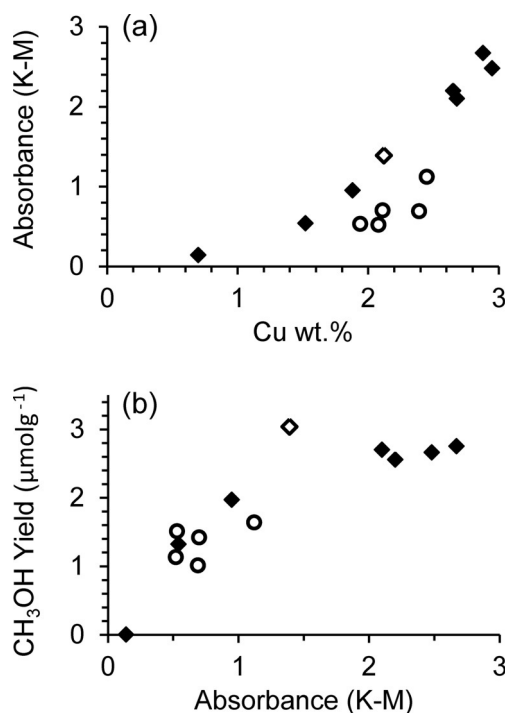 (a)
Absorbance (K-M)
3
2
1
0
0 1 2 3
Cu wt.%
(b)
CH₃OH Yield (μmolg⁻¹)
3
2
1
0
0 1 2 3
Absorbance (K-M)